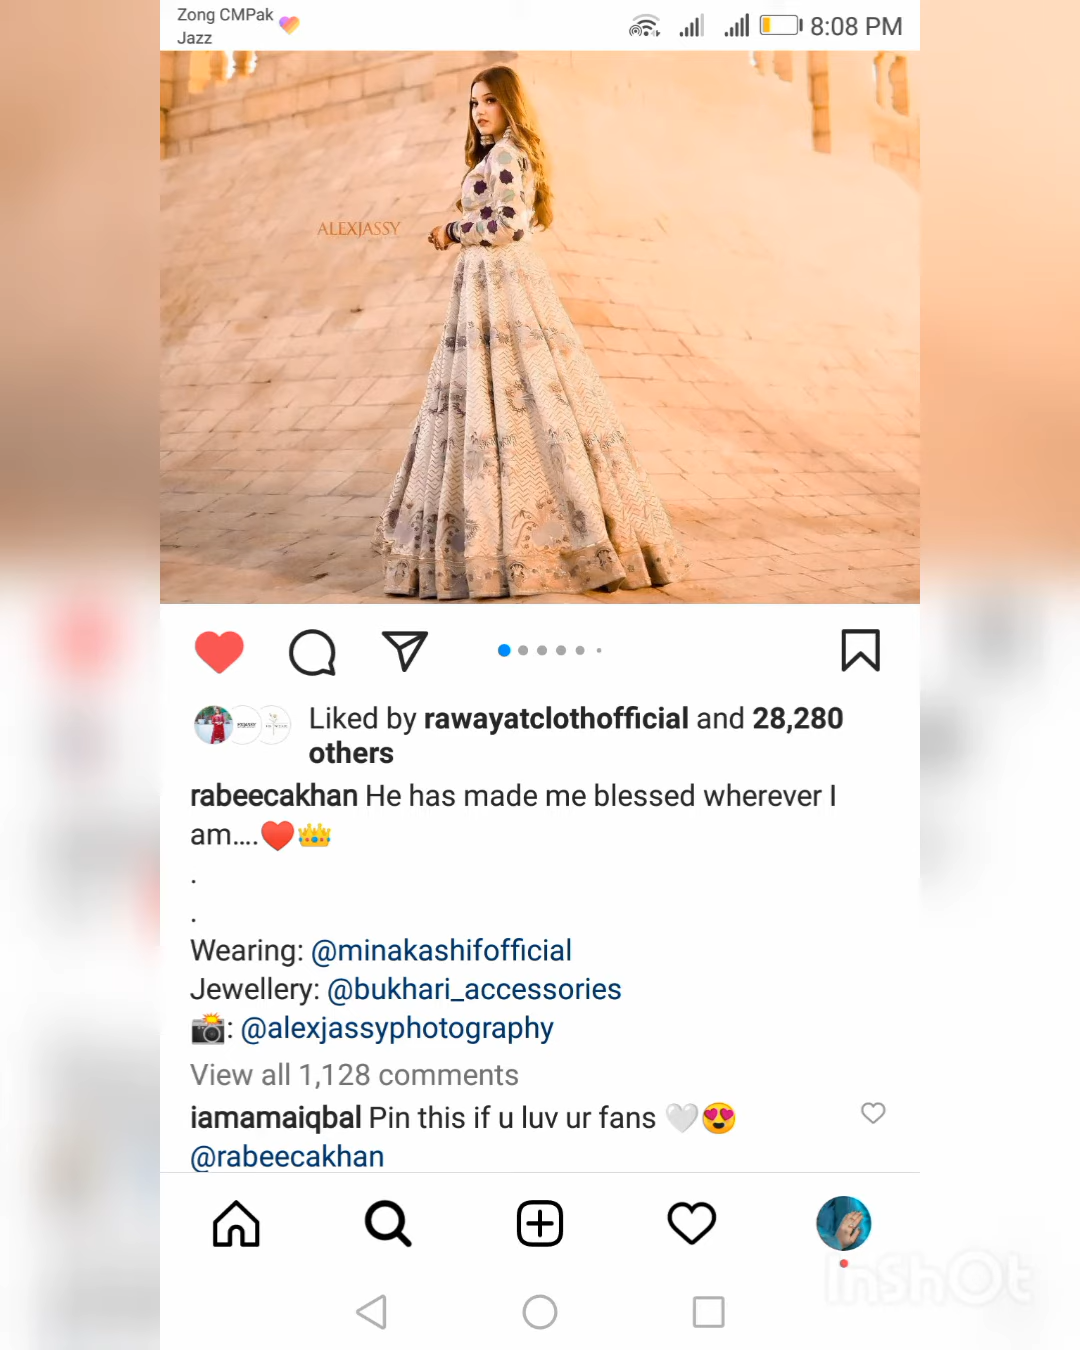 Zong CMPak
Jazz
8:08 PM
ALEXJASSY
Liked by rawayatclothofficial and 28,280
others
rabeecakhan He has made me blessed wherever I
am....❤️👑
.
.
Wearing: @minakashifofficial
Jewellery: @bukhari_accessories
📸: @alexjassyphotography
View all 1,128 comments
iamamaiqbal Pin this if u luv ur fans 🤍😍
@rabeecakhan
InShOt